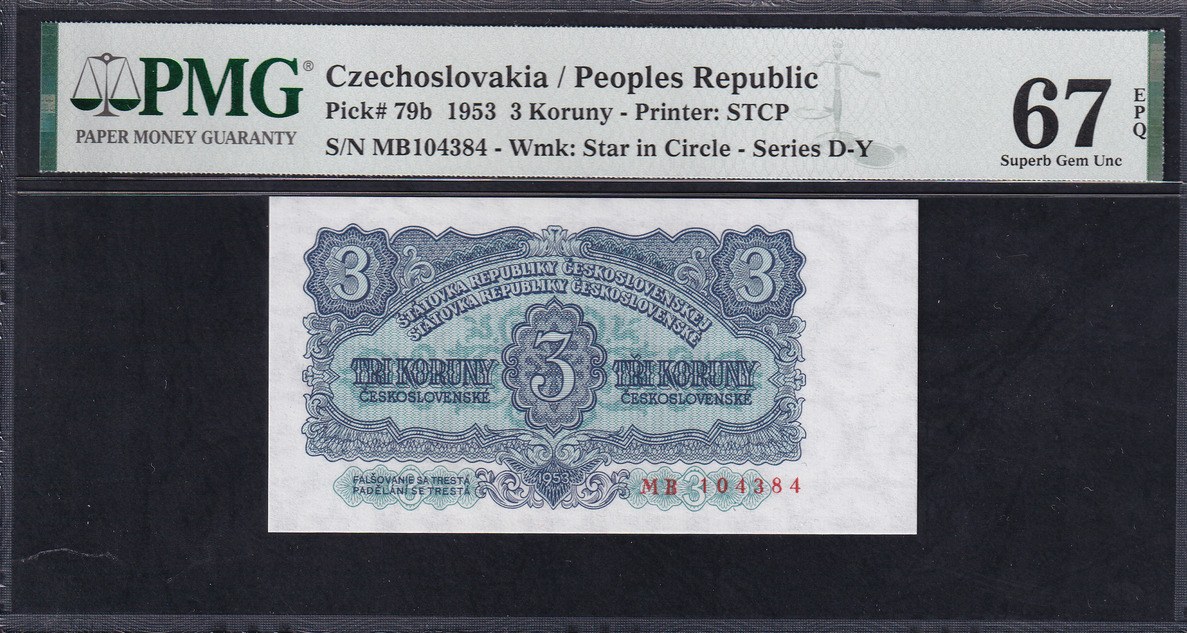 PMG®
PAPER MONEY GUARANTY
Czechoslovakia / Peoples Republic
Pick# 79b 1953 3 Koruny - Printer: STCP
S/N MB104384 - Wmk: Star in Circle - Series D-Y
67
EPQ
Superb Gem Unc
3
3
ŠTÁTOVKA REPUBLIKY ČESKOSLOVENSKEJ
STÁTOVKA REPUBLIKY ČESKOSLOVENSKÉ
3
TRI KORUNY
ČESKOSLOVENSKÉ
TŘI KORUNY
ČESKOSLOVENSKÉ
FALŠOVANIE SA TRESTÁ
PADĚLÁNÍ SE TRESTÁ
1953
3
MB 104384